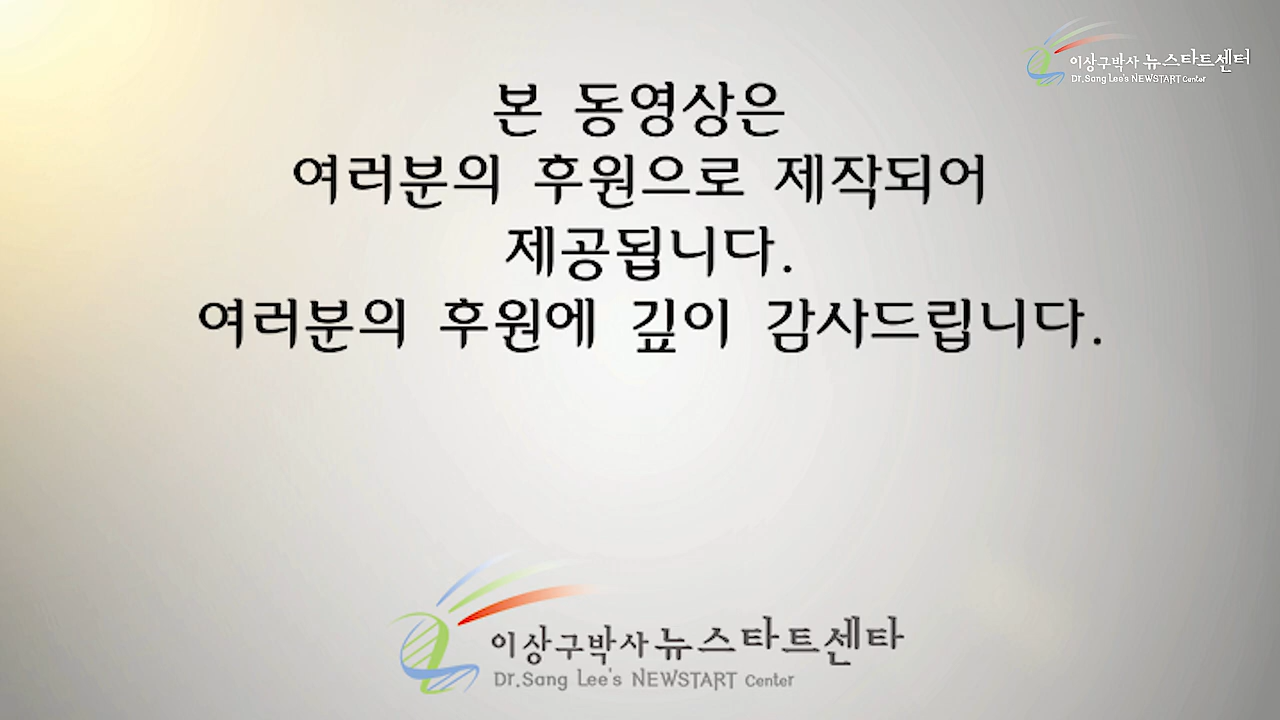 이상구박사 뉴스타트센터
Dr.Sang Lee's NEWSTART Center
본 동영상은
여러분의 후원으로 제작되어
제공됩니다.
여러분의 후원에 깊이 감사드립니다.
이상구박사 뉴스타트센타
Dr.Sang Lee's NEWSTART Center